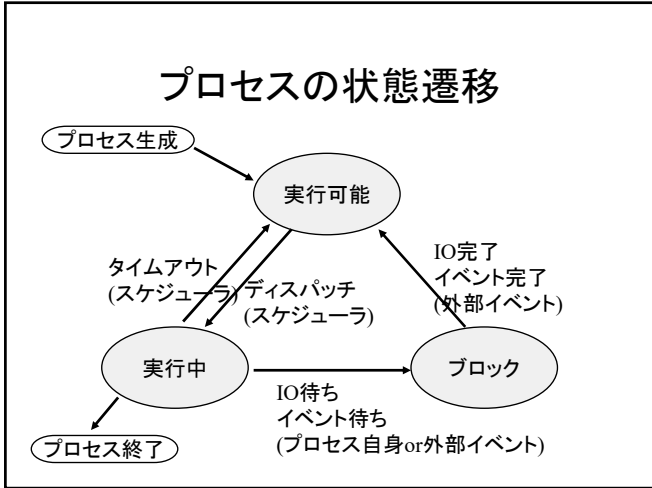 プロセスの状態遷移
プロセス生成
実行可能
タイムアウト
(スケジューラ)
ディスパッチ
(スケジューラ)
IO完了
イベント完了
(外部イベント)
実行中
ブロック
IO待ち
イベント待ち
(プロセス自身or外部イベント)
プロセス終了